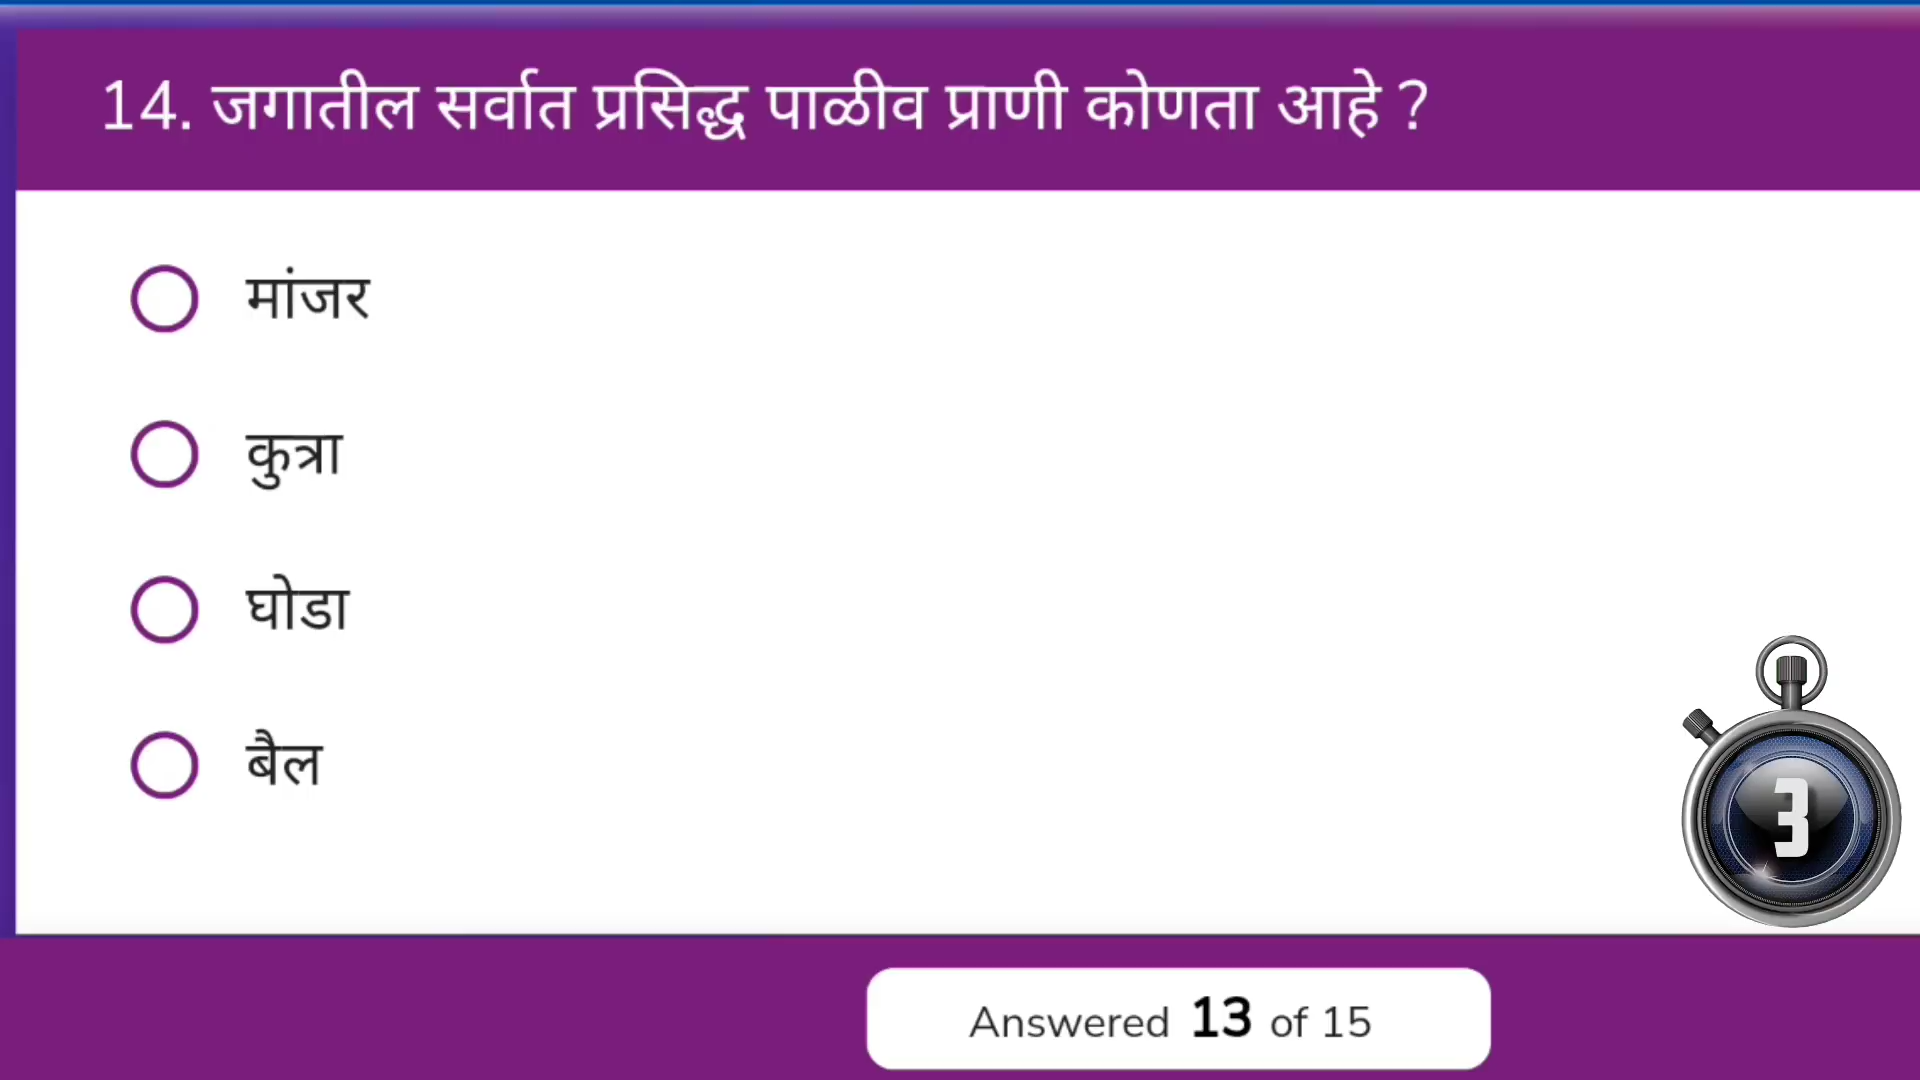 14. जगातील सर्वात प्रसिद्ध पाळीव प्राणी कोणता आहे ?
मांजर
कुत्रा
घोडा
बैल
3
Answered 13 of 15